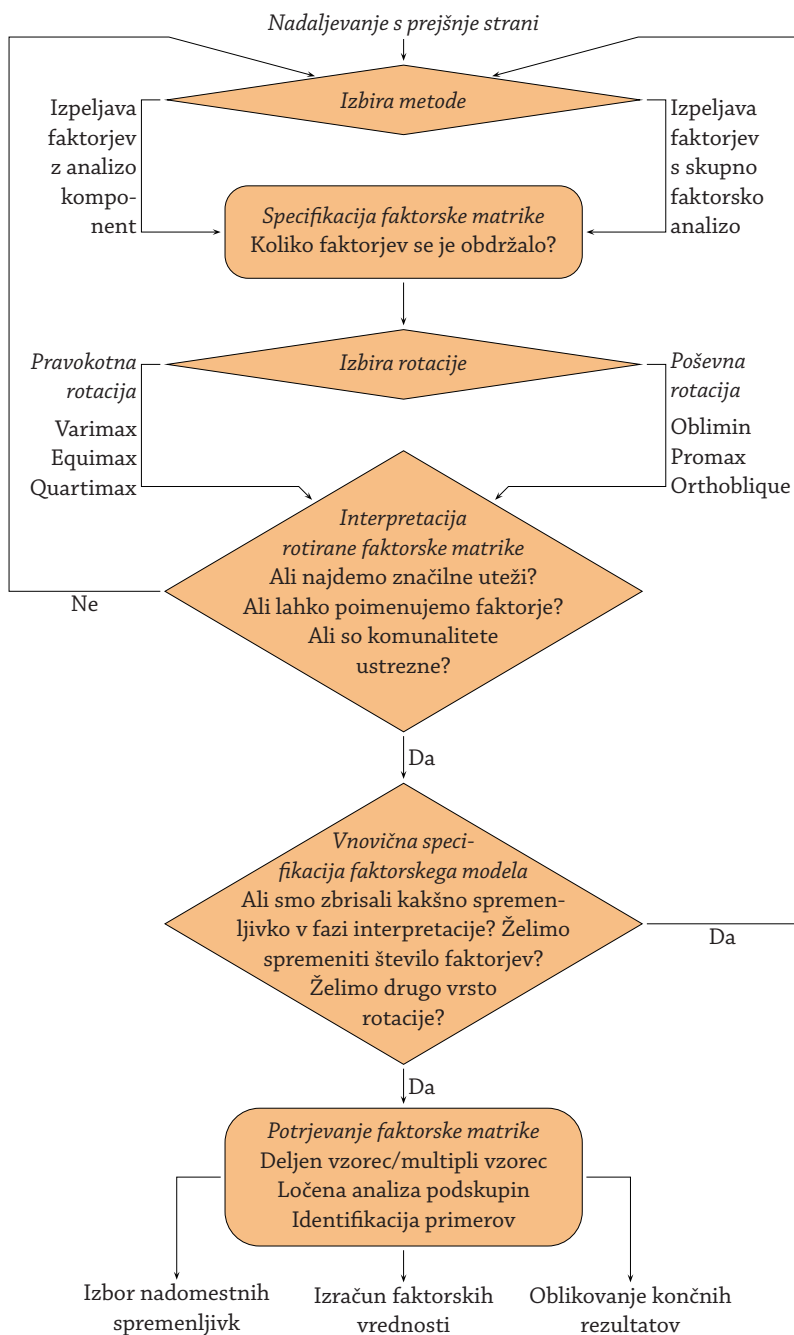 Nadaljevanje s prejšnje strani
Izbira metode
Izpeljava
faktorjev
z analizo
kompo-
nent
Izpeljava
faktorjev
s skupno
faktorsko
analizo
Specifikacija faktorske matrike
Koliko faktorjev se je obdržalo?
Izbira rotacije
Pravokotna
rotacija
Varimax
Equimax
Quartimax
Poševna
rotacija
Oblimin
Promax
Orthoblique
Interpretacija
rotirane faktorske matrike
Ali najdemo značilne uteži?
Ali lahko poimenujemo faktorje?
Ali so komunalitete
ustrezne?
Ne
Da
Vnovična speci-
fikacija faktorskega modela
Ali smo zbrisali kakšno spremen-
ljivko v fazi interpretacije? Želimo
spremeniti število faktorjev?
Želimo drugo vrsto
rotacije?
Da
Da
Potrjevanje faktorske matrike
Deljen vzorec/multipli vzorec
Ločena analiza podskupin
Identifikacija primerov
Izbor nadomestnih
spremenljivk
Izračun faktorskih
vrednosti
Oblikovanje končnih
rezultatov